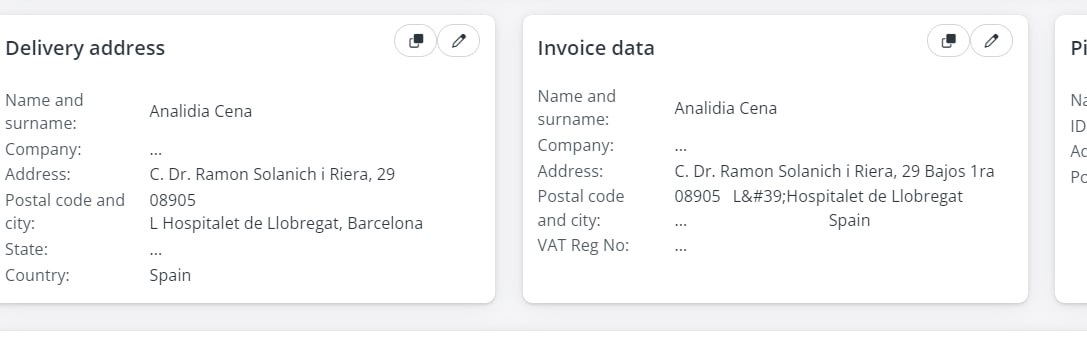 Delivery address
Name and surname: Analidia Cena
Company: ...
Address: C. Dr. Ramon Solanich i Riera, 29
Postal code and city: 08905
L Hospitalet de Llobregat, Barcelona
State: ...
Country: Spain
Invoice data
Name and surname: Analidia Cena
Company: ...
Address: C. Dr. Ramon Solanich i Riera, 29 Bajos 1ra
Postal code and city: 08905 L&#39;Hospitalet de Llobregat
... Spain
VAT Reg No: ...
Pi
Na
ID
Po